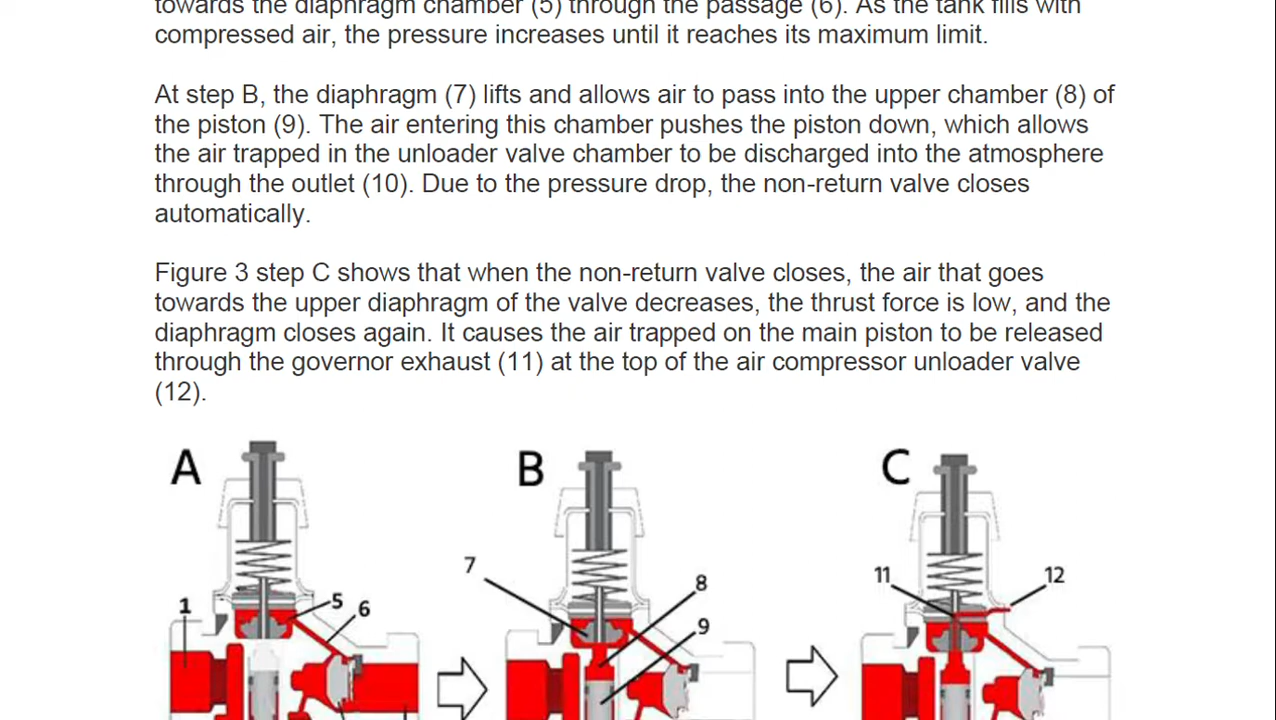 towards the diaphragm chamber (5) through the passage (6). As the tank fills with
compressed air, the pressure increases until it reaches its maximum limit.
At step B, the diaphragm (7) lifts and allows air to pass into the upper chamber (8) of
the piston (9). The air entering this chamber pushes the piston down, which allows
the air trapped in the unloader valve chamber to be discharged into the atmosphere
through the outlet (10). Due to the pressure drop, the non-return valve closes
automatically.
Figure 3 step C shows that when the non-return valve closes, the air that goes
towards the upper diaphragm of the valve decreases, the thrust force is low, and the
diaphragm closes again. It causes the air trapped on the main piston to be released
through the governor exhaust (11) at the top of the air compressor unloader valve
(12).
A
B
C
1
5
6
7
8
9
11
12